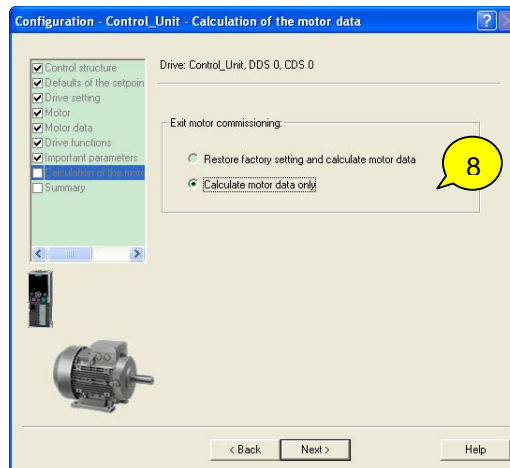 Configuration - Control_Unit - Calculation of the motor data
Control structure
Defaults of the setpoin
Drive setting
Motor
Motor data
Drive functions
Important parameters
Calculation of the moto
Summary
Drive: Control_Unit, DDS 0, CDS 0
Exit motor commissioning:
Restore factory setting and calculate motor data
Calculate motor data only
8
< Back
Next >
Help